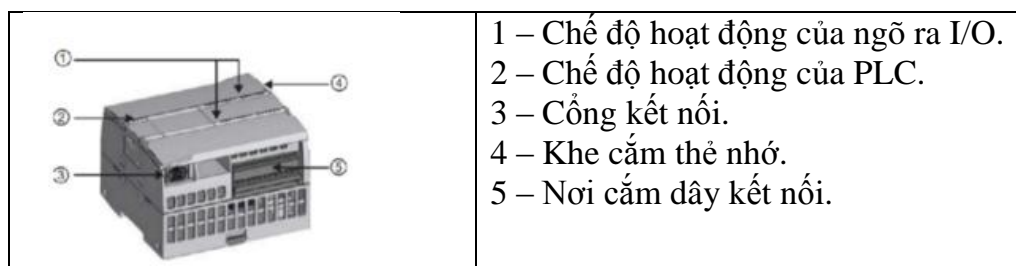 ①
④
②
③
⑤
1 – Chế độ hoạt động của ngõ ra I/O.
2 – Chế độ hoạt động của PLC.
3 – Cổng kết nối.
4 – Khe cắm thẻ nhớ.
5 – Nơi cắm dây kết nối.